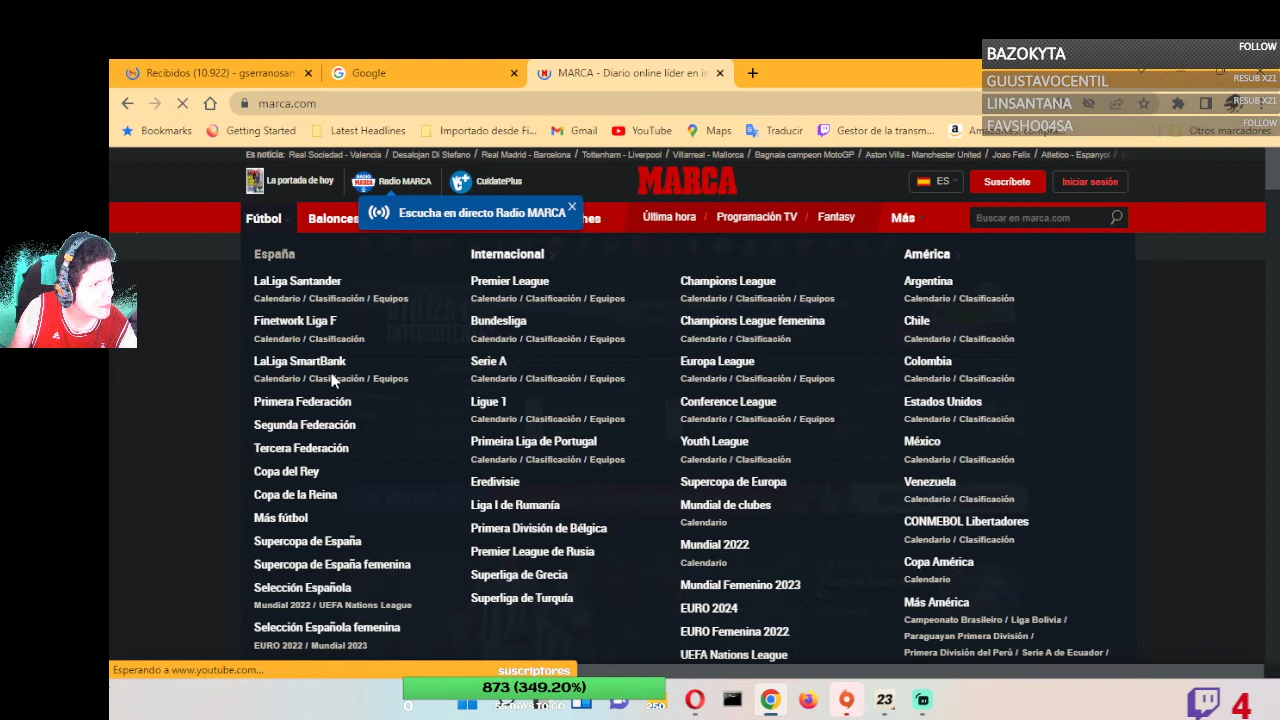 BAZOKYTA FOLLOW
GUUSTAVOCENTIL RESUB X21
LINSANTANA RESUB X21
FAVSHO04SA FOLLOW
Recibidos (10.922) - gserranosan
Google
MARCA - Diario online líder en in
marca.com
Bookmarks
Getting Started
Latest Headlines
Importado desde Fi...
Gmail
YouTube
Maps
Traducir
Gestor de la transm...
Otros marcadores
Es noticia: Real Sociedad - Valencia Desalojan Di Stefano Real Madrid - Barcelona Tottenham - Liverpool Villarreal - Mallorca Bagnaia campeon MotoGP Aston Villa - Manchester United Joao Felix Atletico - Espanyol
La portada de hoy
Radio MARCA
CuídatePlus
MARCA
ES
Suscríbete
Iniciar sesión
Fútbol
Balones
Escucha en directo Radio MARCA
Última hora
Programación TV
Fantasy
Más
Buscar en marca.com
España
LaLiga Santander
Calendario / Clasificación / Equipos
Finetwork Liga F
Calendario / Clasificación
LaLiga SmartBank
Calendario / Clasificación / Equipos
Primera Federación
Segunda Federación
Tercera Federación
Copa del Rey
Copa de la Reina
Más fútbol
Supercopa de España
Supercopa de España femenina
Selección Española
Mundial 2022 / UEFA Nations League
Selección Española femenina
EURO 2022 / Mundial 2023
Internacional
Premier League
Calendario / Clasificación / Equipos
Bundesliga
Calendario / Clasificación / Equipos
Serie A
Calendario / Clasificación / Equipos
Ligue 1
Calendario / Clasificación / Equipos
Primeira Liga de Portugal
Calendario / Clasificación / Equipos
Eredivisie
Liga I de Rumanía
Primera División de Bélgica
Premier League de Rusia
Superliga de Grecia
Superliga de Turquía
Champions League
Calendario / Clasificación / Equipos
Champions League femenina
Calendario / Clasificación
Europa League
Calendario / Clasificación / Equipos
Conference League
Calendario / Clasificación / Equipos
Youth League
Calendario / Clasificación
Supercopa de Europa
Mundial de clubes
Calendario
Mundial 2022
Calendario
Mundial Femenino 2023
EURO 2024
EURO Femenina 2022
UEFA Nations League
América
Argentina
Calendario / Clasificación
Chile
Calendario / Clasificación
Colombia
Calendario / Clasificación
Estados Unidos
Calendario / Clasificación
México
Calendario / Clasificación
Venezuela
Calendario / Clasificación
CONMEBOL Libertadores
Calendario / Clasificación
Copa América
Calendario
Más América
Campeonato Brasileiro / Liga Bolivia /
Paraguayan Primera División /
Primera División del Perú / Serie A de Ecuador /
Esperando a www.youtube.com...
suscriptores
873 (349.20%)
0
DAYS TO GO
250
23
4